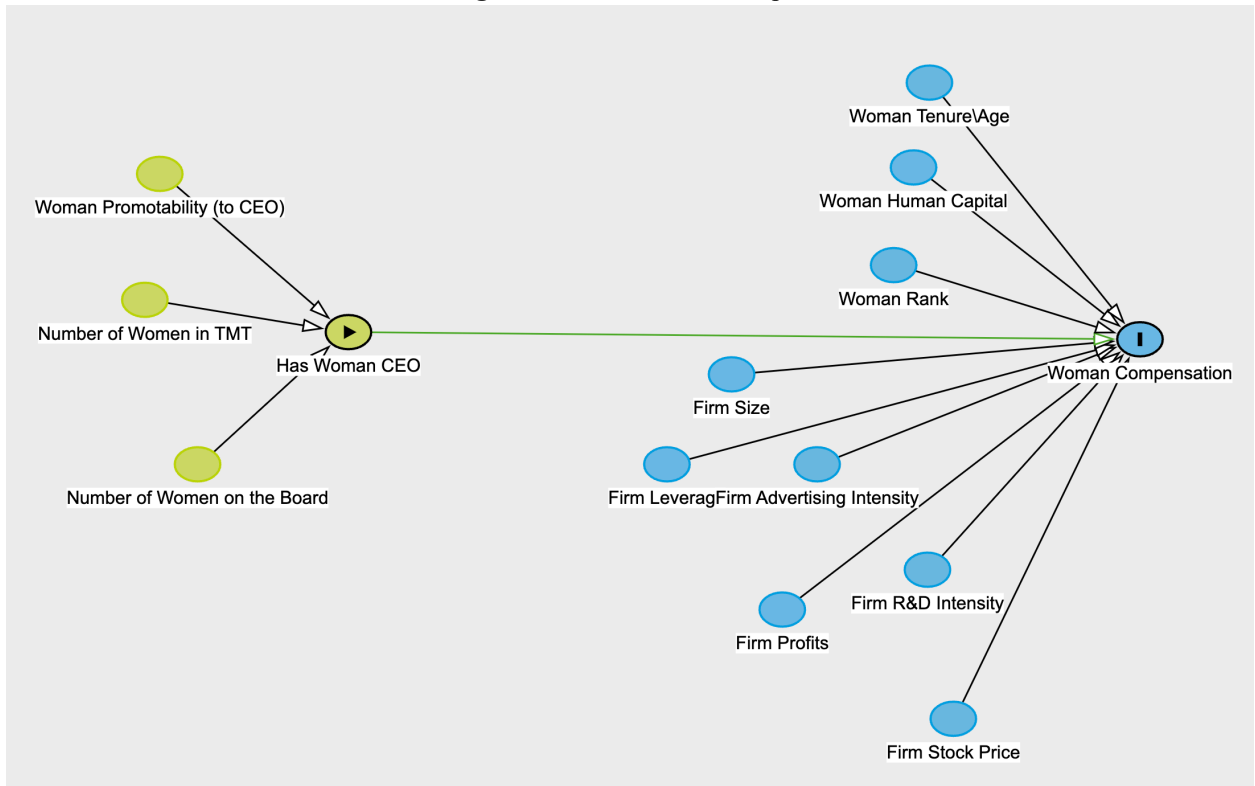 Woman Tenure\Age
Woman Human Capital
Woman Promotability (to CEO)
Woman Rank
Number of Women in TMT
Has Woman CEO
Woman Compensation
Firm Size
Number of Women on the Board
Firm Leverag
Firm Advertising Intensity
Firm R&D Intensity
Firm Profits
Firm Stock Price